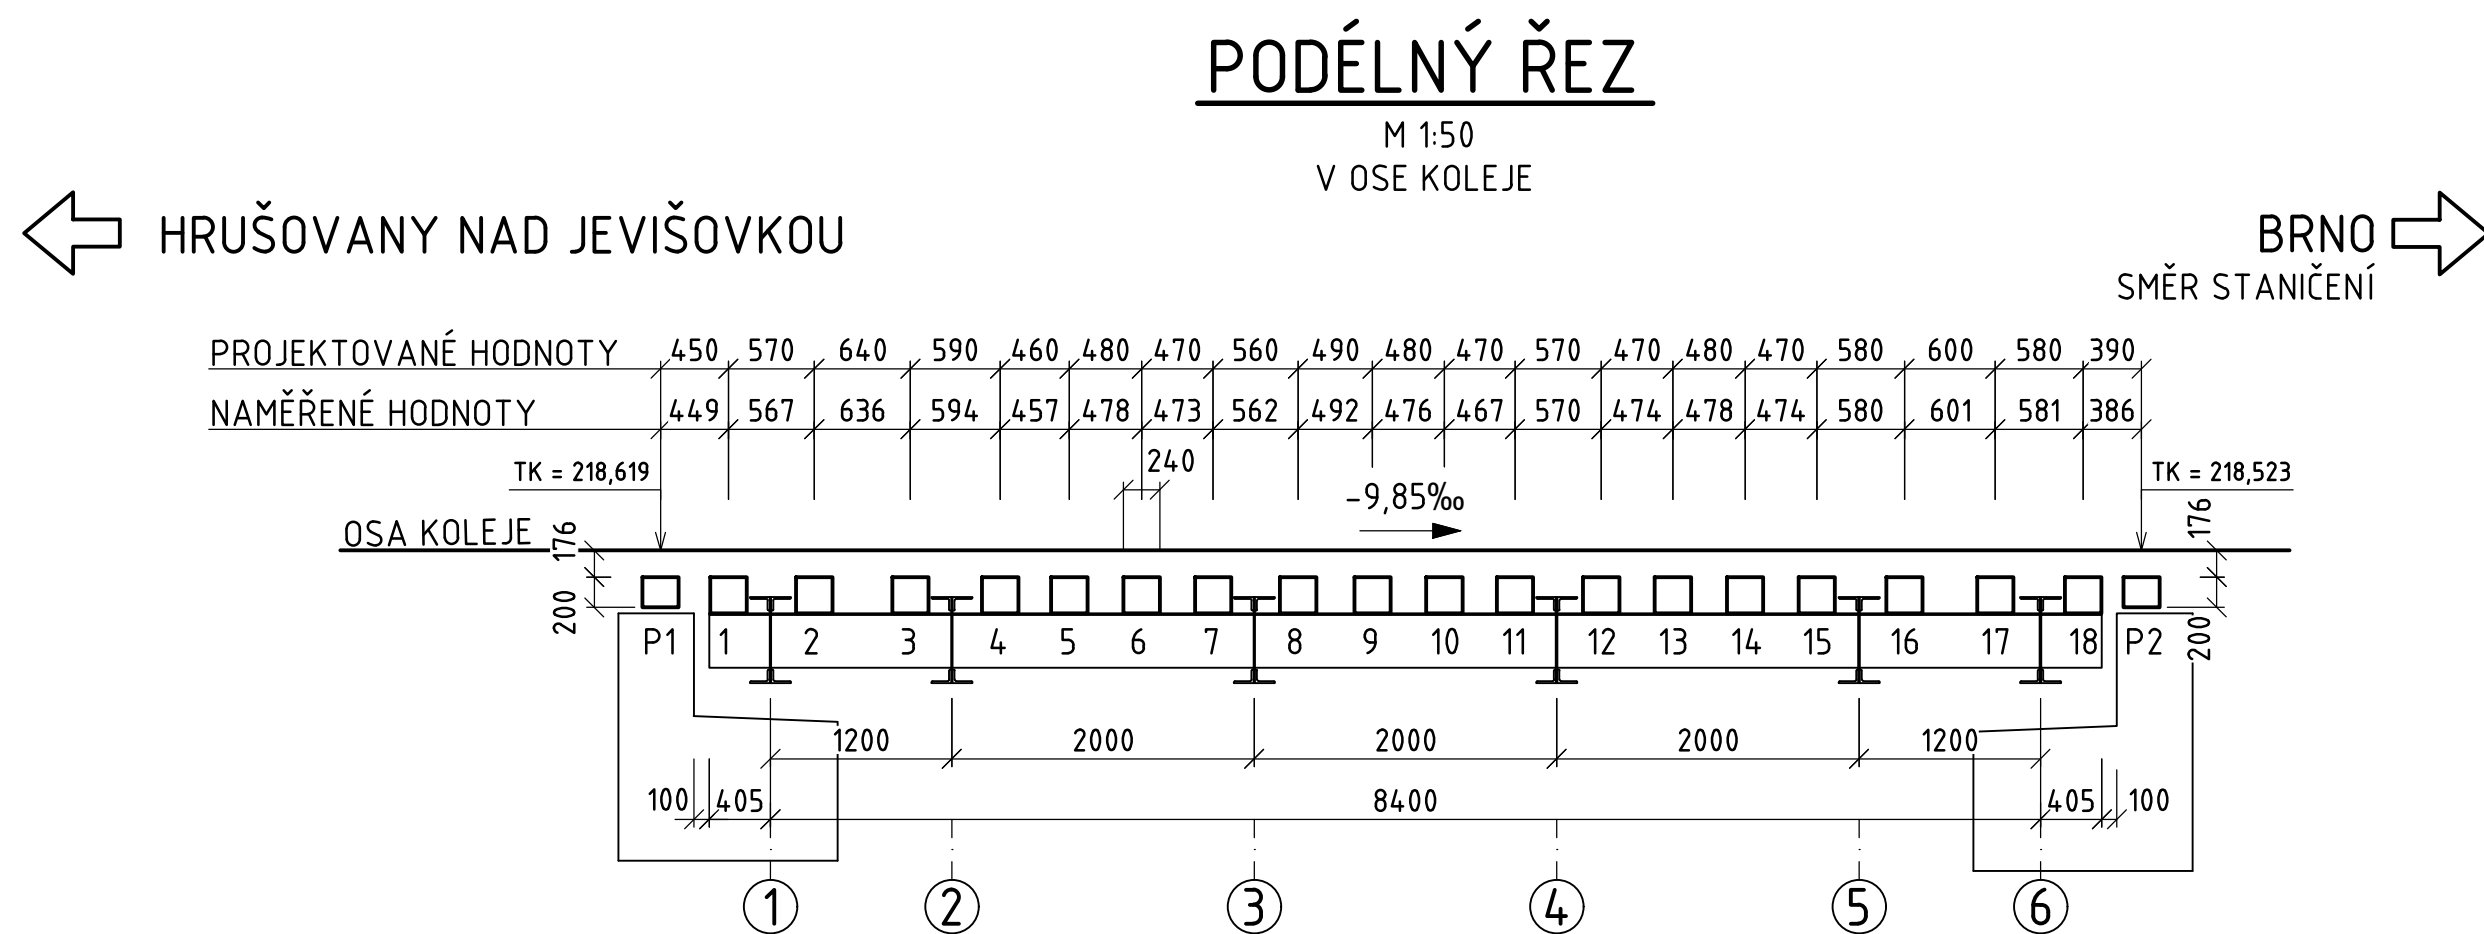 PODÉLNÝ ŘEZ
M 1:50
V OSE KOLEJE
HRUŠOVANY NAD JEVIŠOVKOU
BRNO
SMĚR STANIČENÍ
PROJEKTOVANÉ HODNOTY 450 570 640 590 460 480 470 560 490 480 470 570 470 480 470 580 600 580 390
NAMĚŘENÉ HODNOTY 449 567 636 594 457 478 473 562 492 476 467 570 474 478 474 580 601 581 386
TK = 218,619
240
TK = 218,523
-9,85‰
OSA KOLEJE
176
176
200
200
P1 1 2 3 4 5 6 7 8 9 10 11 12 13 14 15 16 17 18 P2
1200 2000 2000 2000 1200
100 405 8400 405 100
1 2 3 4 5 6